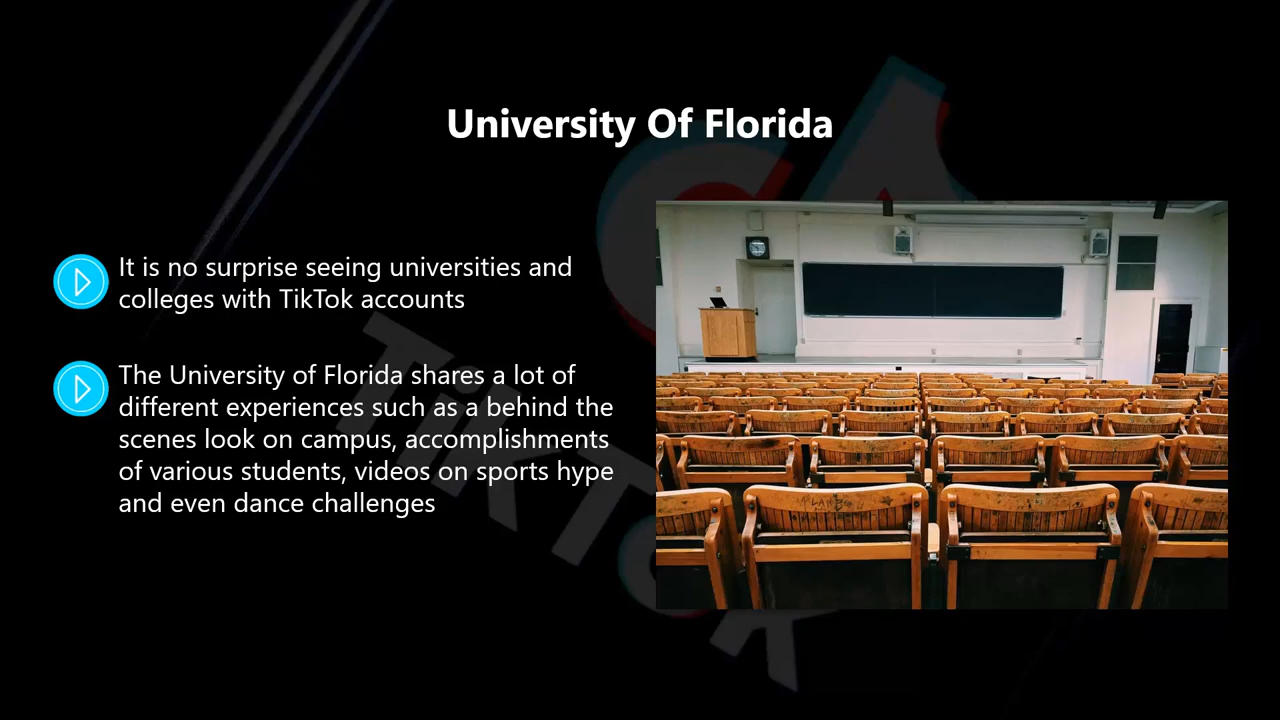 University Of Florida
It is no surprise seeing universities and
colleges with TikTok accounts
The University of Florida shares a lot of
different experiences such as a behind the
scenes look on campus, accomplishments
of various students, videos on sports hype
and even dance challenges
TikTok